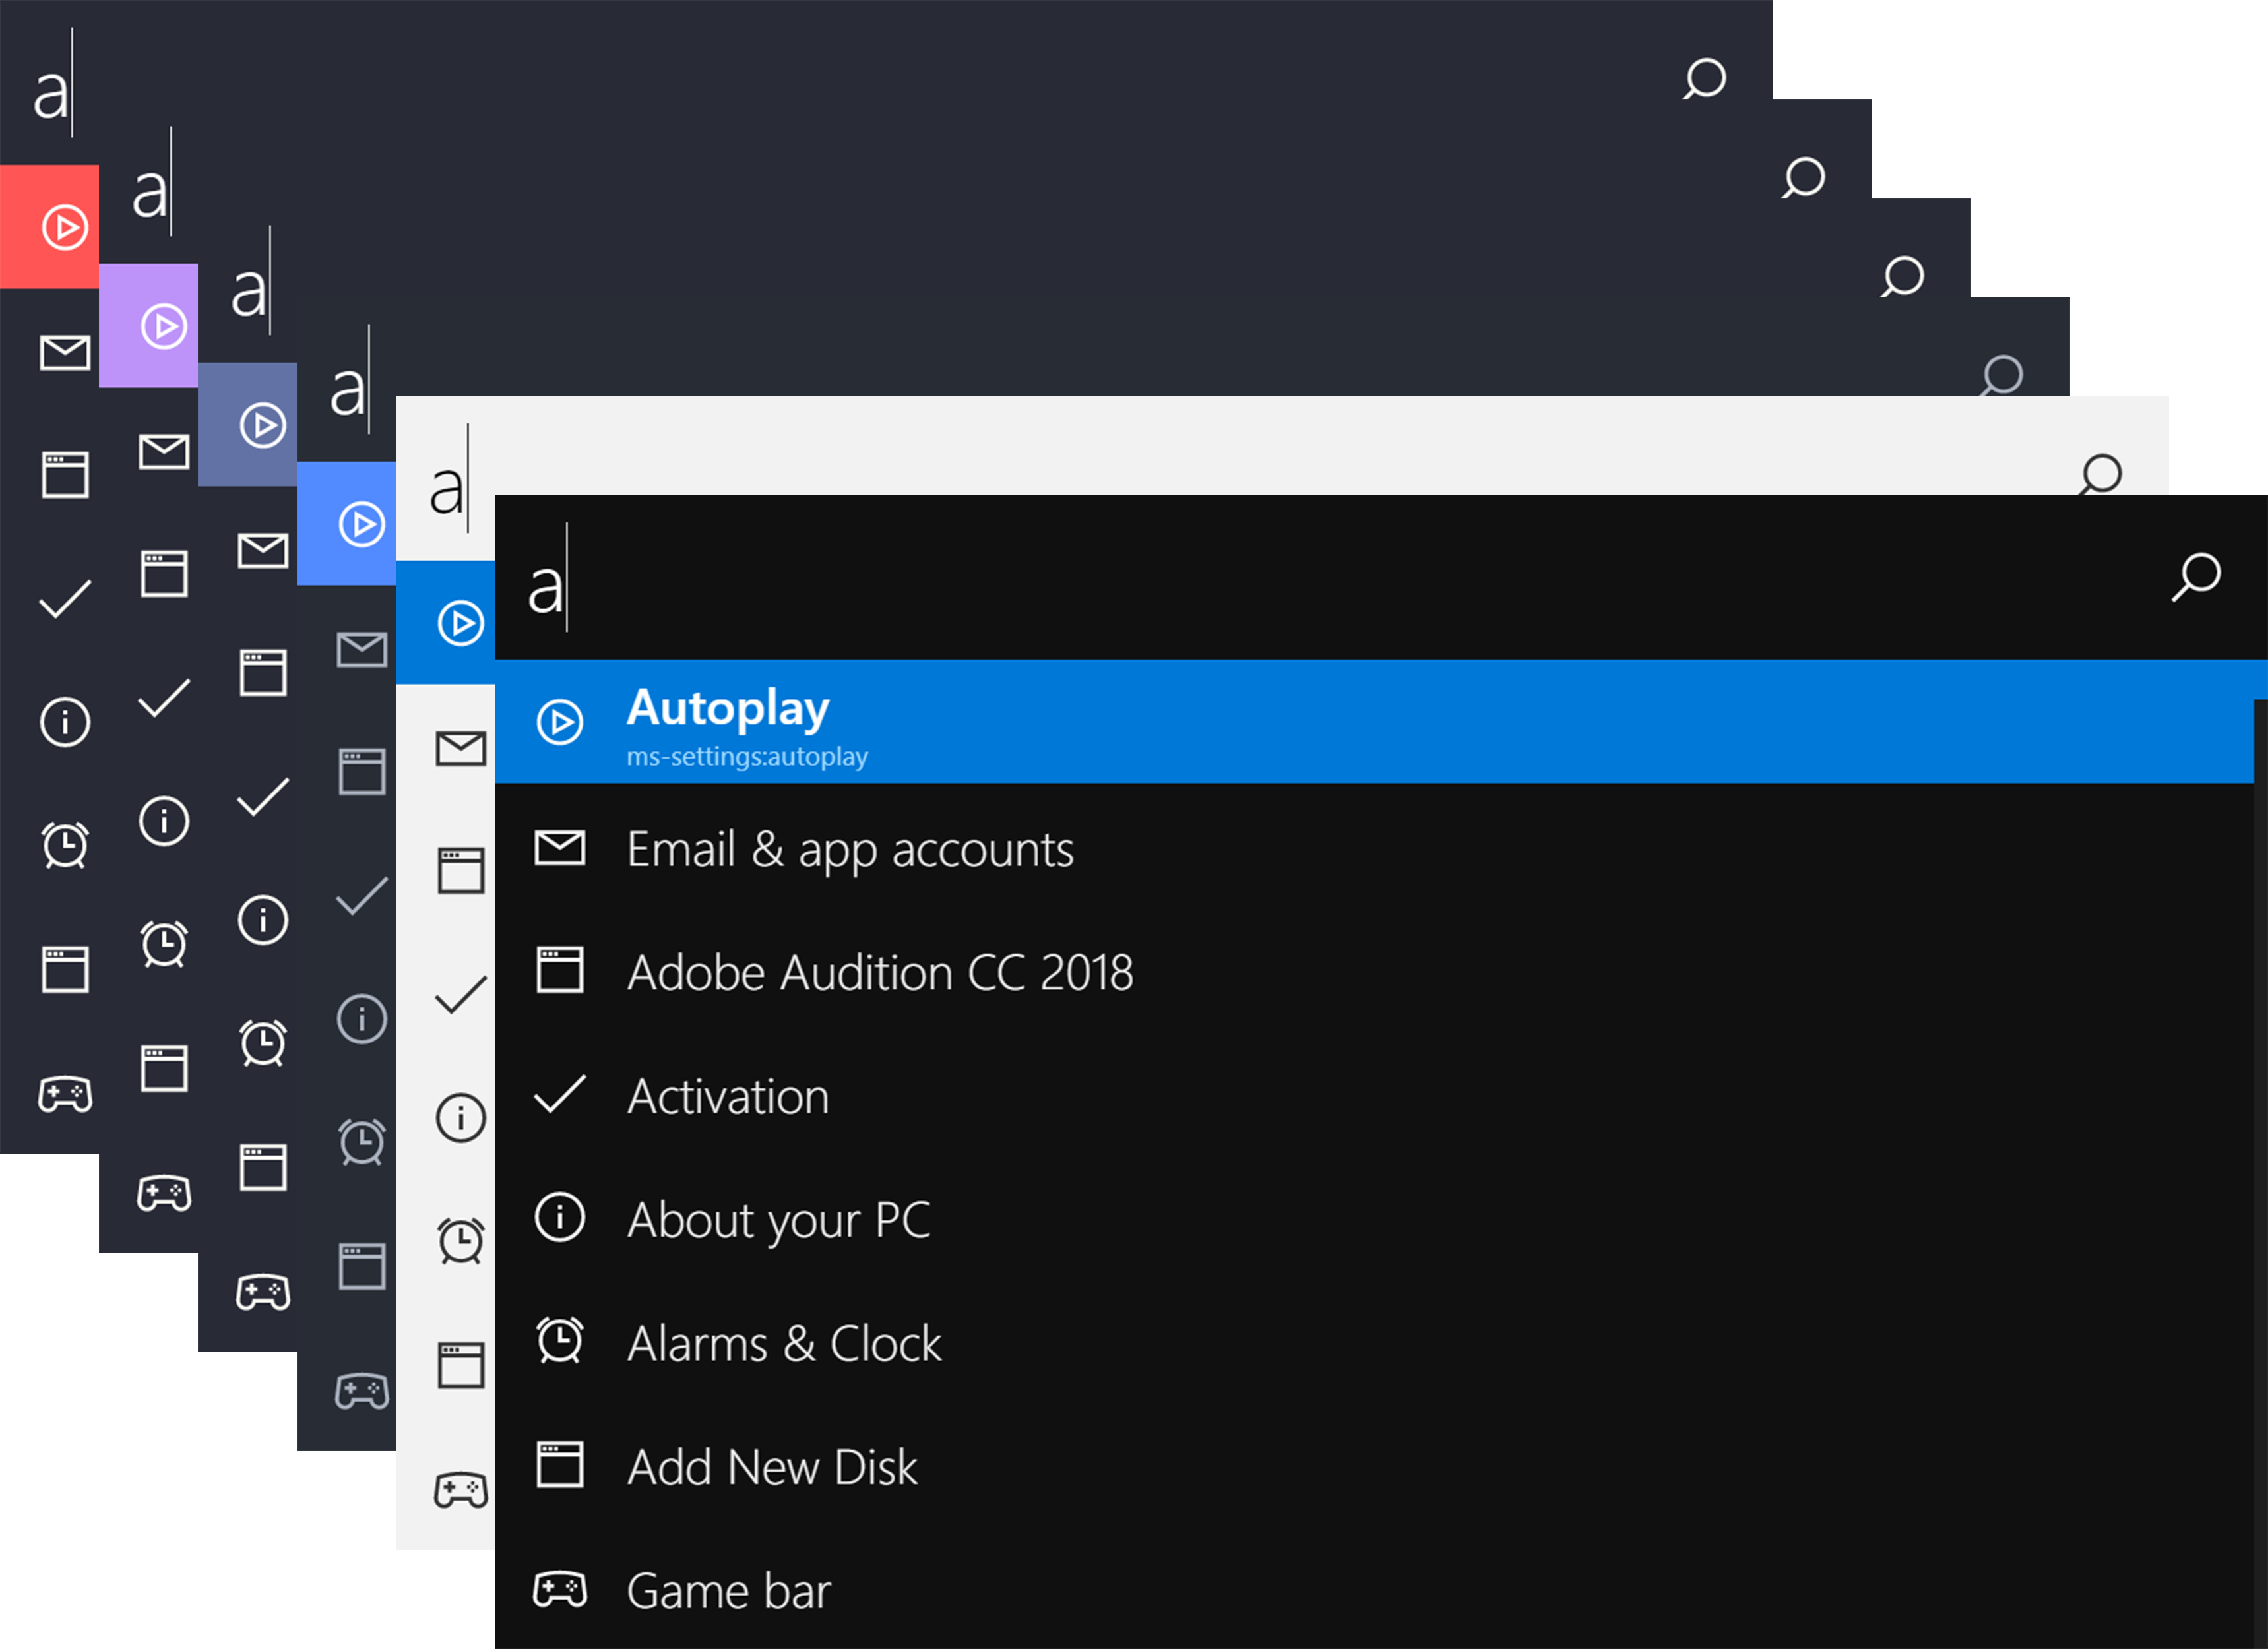 a
a
a
a
a
a
Autoplay
ms-settings:autoplay
Email & app accounts
Adobe Audition CC 2018
Activation
About your PC
Alarms & Clock
Add New Disk
Game bar